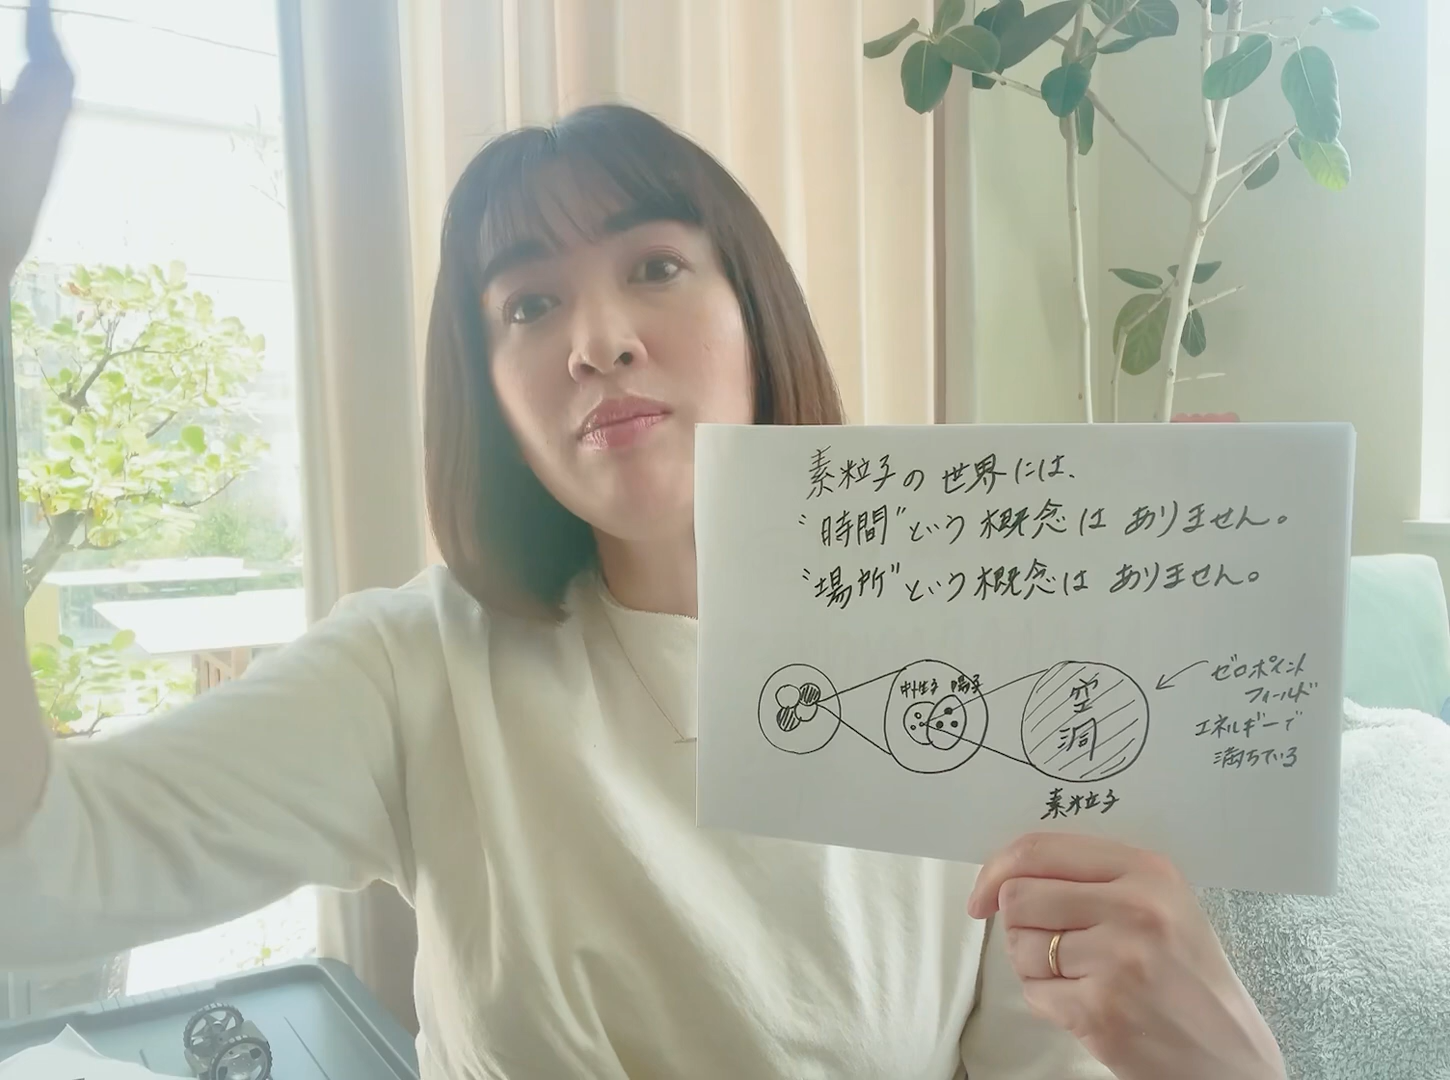 素粒子の世界には、
"時間"という概念はありません。
"場所"という概念はありません。
中性子 陽子
空洞
素粒子
ゼロポイント
フィールド
エネルギーで
満ちている